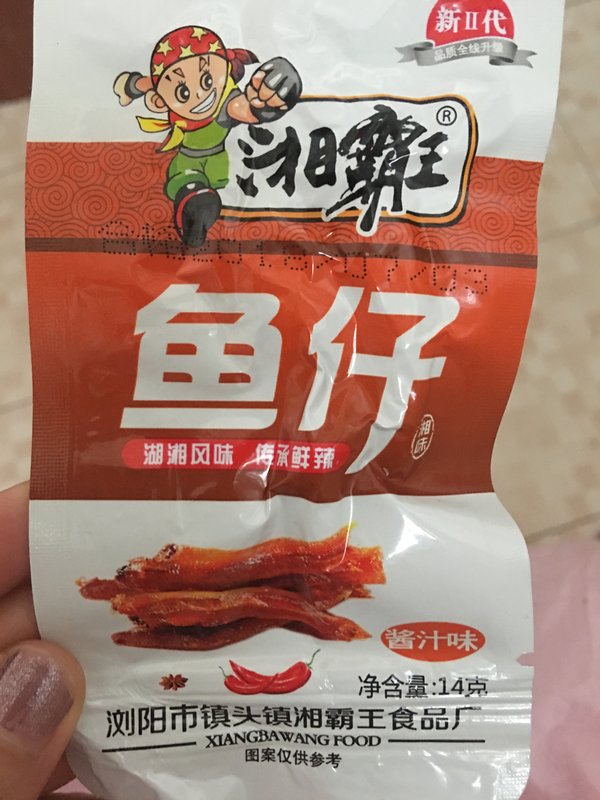 新II代
品质全线升级
湘霸王®
鱼仔
湘味
湖湘风味 传承鲜辣
酱汁味
净含量:14克
浏阳市镇头镇湘霸王食品厂
XIANGBAWANG FOOD
图案仅供参考